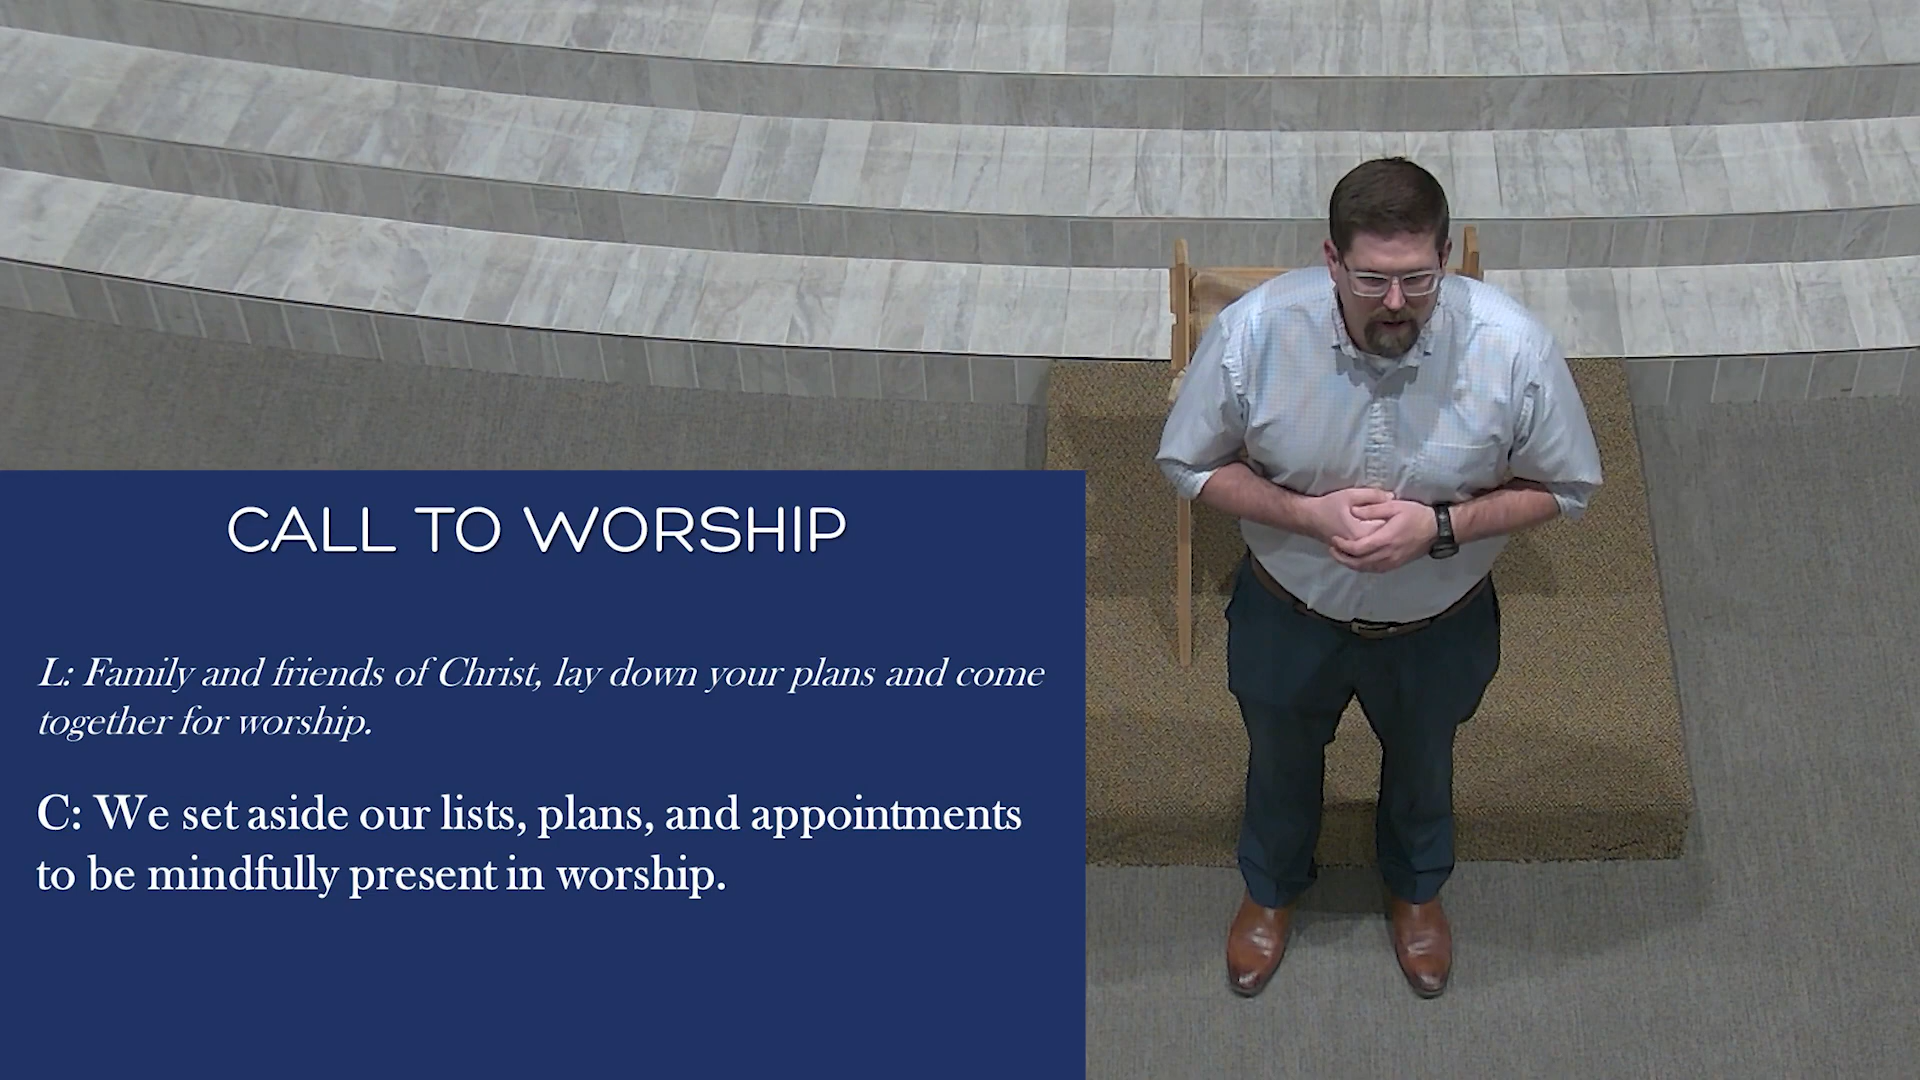 CALL TO WORSHIP
L: Family and friends of Christ, lay down your plans and come
together for worship.
C: We set aside our lists, plans, and appointments
to be mindfully present in worship.